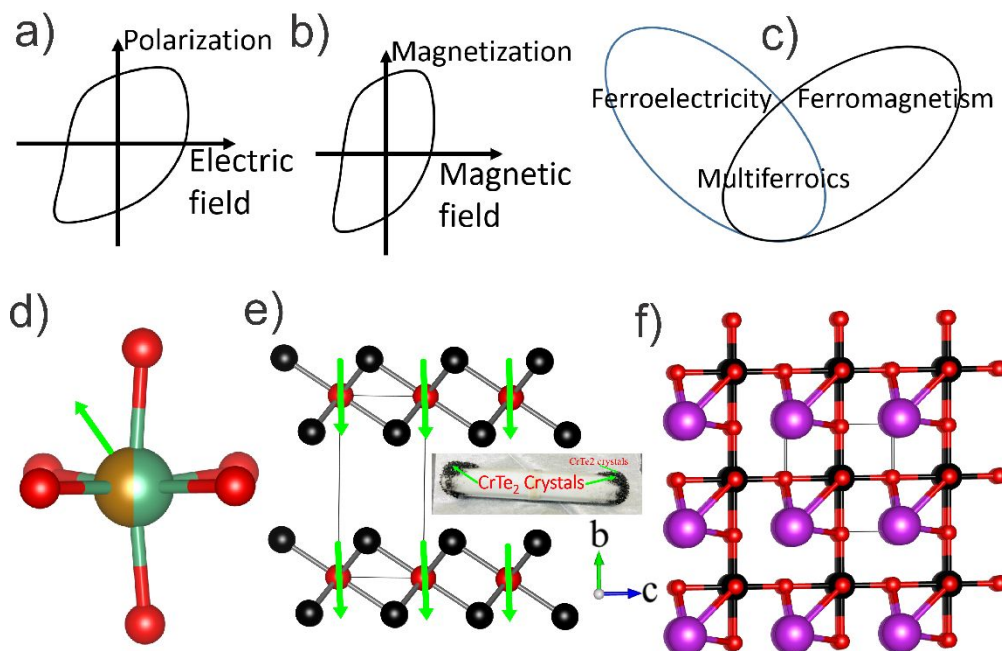 a)
Polarization
Electric
field
b)
Magnetization
Magnetic
field
c)
Ferroelectricity
Ferromagnetism
Multiferroics
d)
e)
CrTe2 crystals
CrTe₂ Crystals
b
c
f)